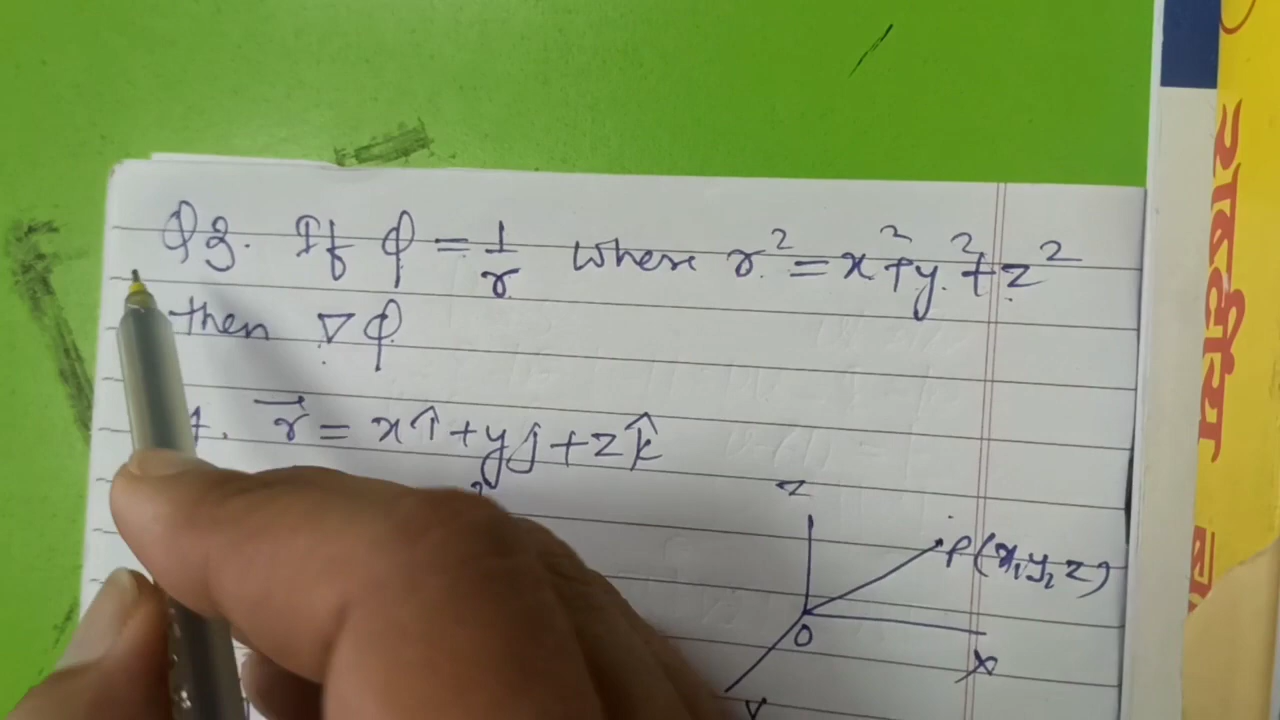 Q3. If φ = 1/r where r² = x² + y² + z²
then ∇φ
r⃗ = xî + yĵ + zk̂
Z
P(x, y, z)
O
X
Y